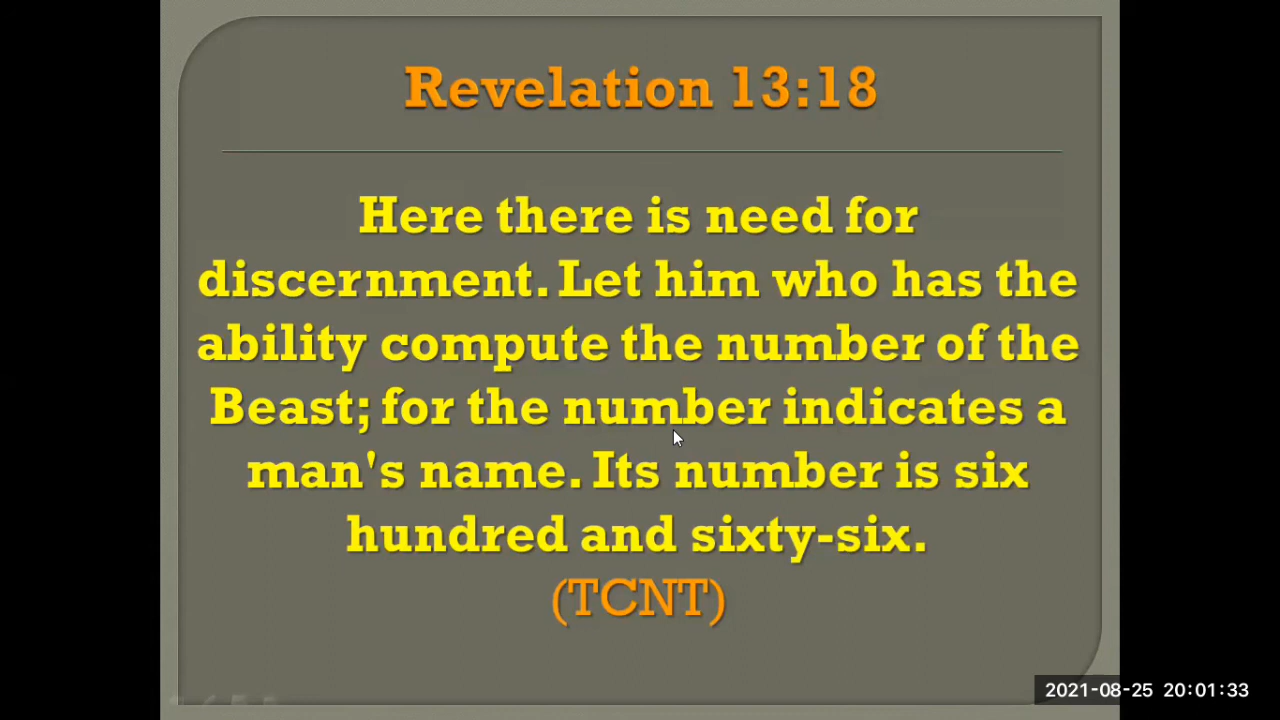 Revelation 13:18
Here there is need for
discernment. Let him who has the
ability compute the number of the
Beast; for the number indicates a
man's name. Its number is six
hundred and sixty-six.
(TCNT)
2021-08-25 20:01:33